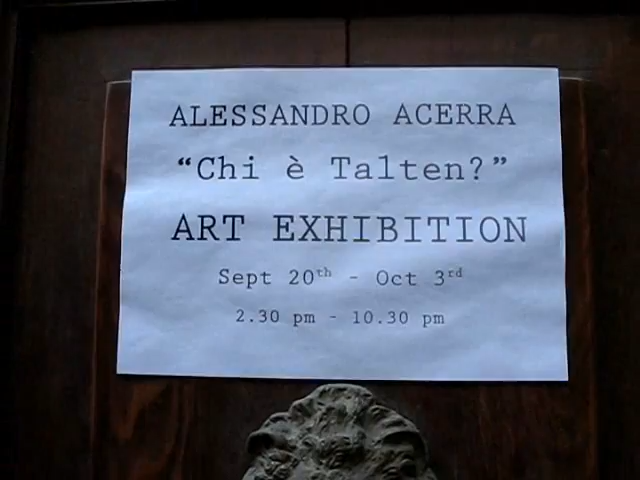 ALESSANDRO ACERRA
“Chi è Talten?”
ART EXHIBITION
Sept 20th - Oct 3rd
2.30 pm - 10.30 pm